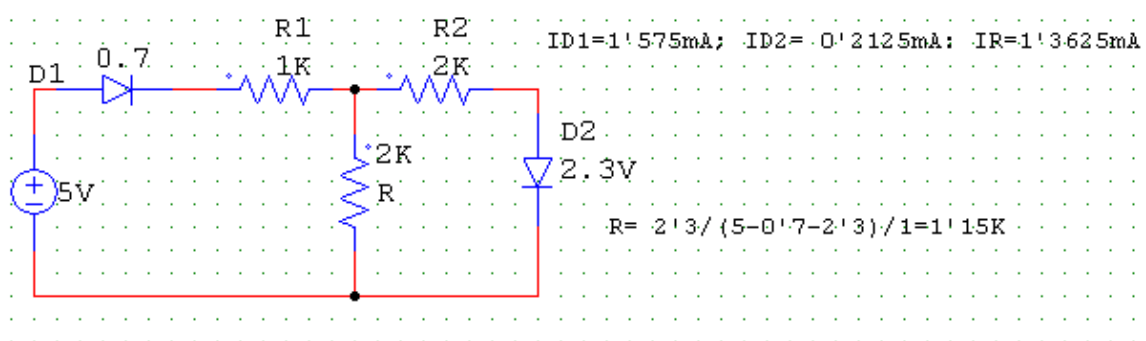 R1 R2
ID1=1'575mA; ID2= 0'2125mA; IR=1'3625mA
0.7
D1 1K 2K
D2
2K
2.3V
5V R
R= 2'3/(5-0'7-2'3)/1=1'15K